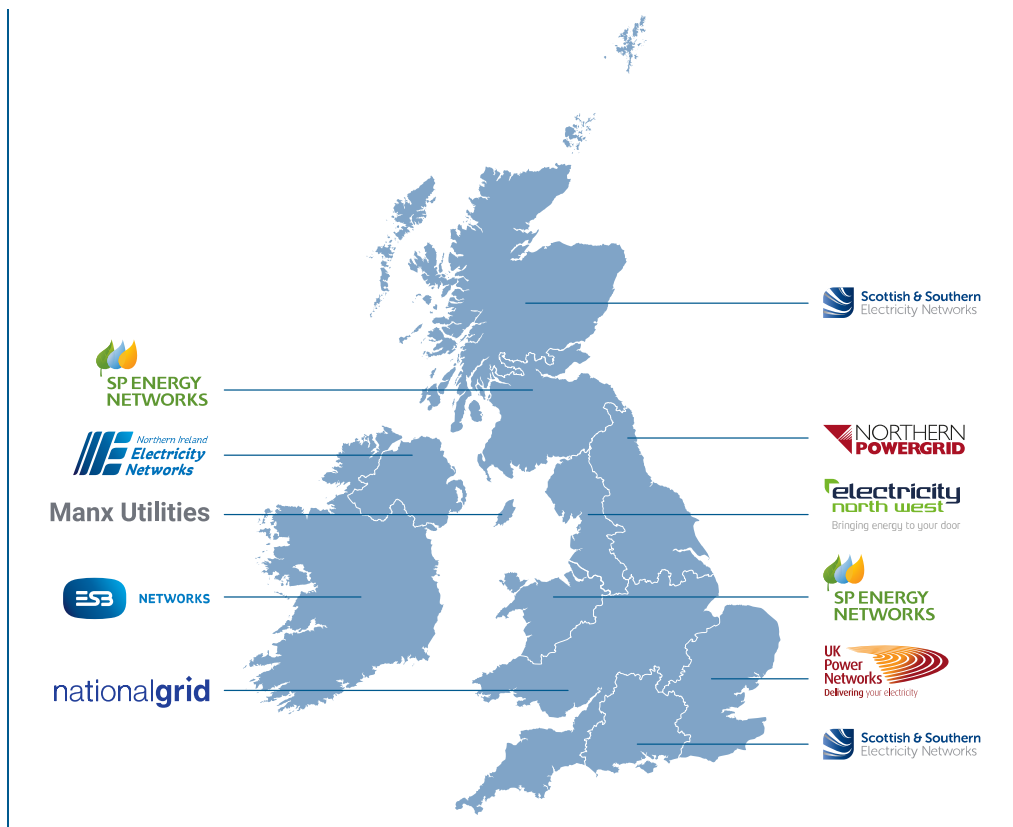 Scottish & Southern
Electricity Networks
SP ENERGY
NETWORKS
Northern Ireland
Electricity
Networks
NORTHERN
POWERGRID
Manx Utilities
electricity
north west
Bringing energy to your door
ESB
NETWORKS
SP ENERGY
NETWORKS
nationalgrid
UK
Power
Networks
Delivering your electricity
Scottish & Southern
Electricity Networks